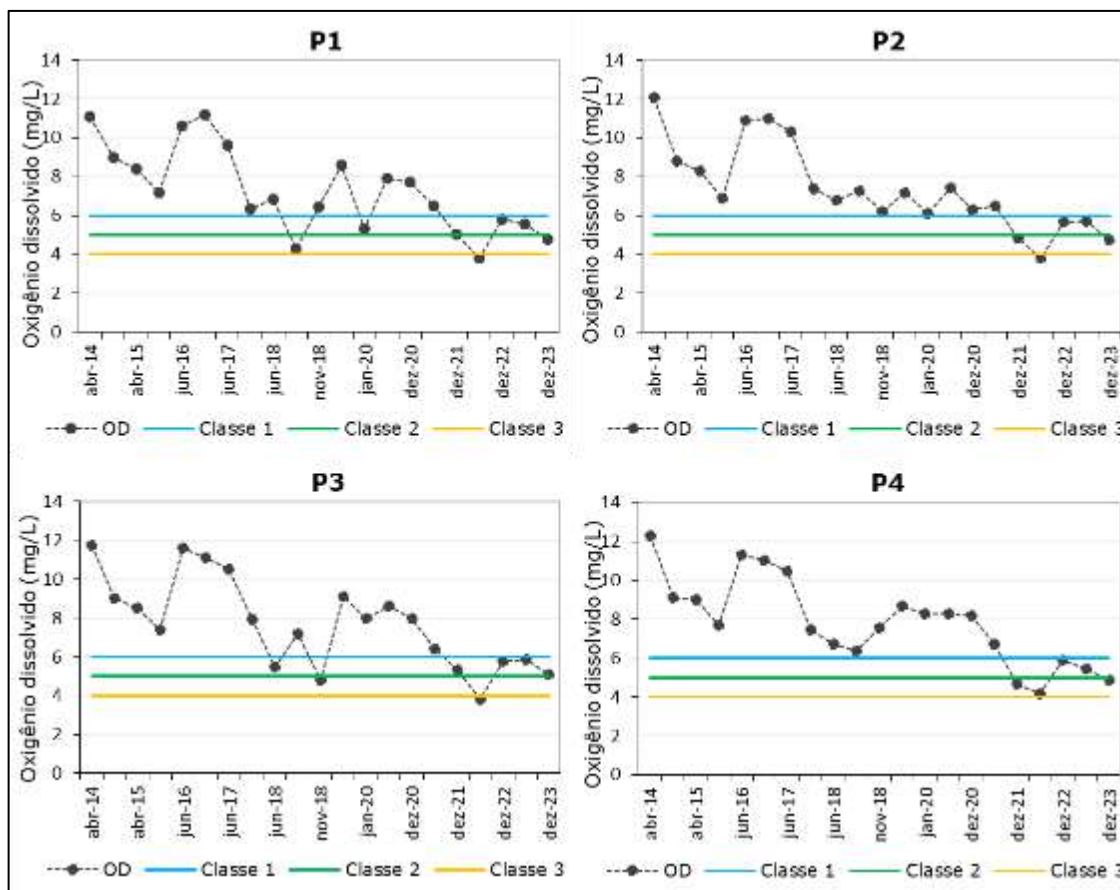 P1
Oxigênio dissolvido (mg/L)
14
12
10
8
6
4
2
0
abr-14
abr-15
jun-16
jun-17
jun-18
nov-18
jan-20
dez-20
dez-21
dez-22
dez-23
OD Classe 1 Classe 2 Classe 3
P2
Oxigênio dissolvido (mg/L)
14
12
10
8
6
4
2
0
abr-14
abr-15
jun-16
jun-17
jun-18
nov-18
jan-20
dez-20
dez-21
dez-22
dez-23
OD Classe 1 Classe 2 Classe 3
P3
Oxigênio dissolvido (mg/L)
14
12
10
8
6
4
2
0
abr-14
abr-15
jun-16
jun-17
jun-18
nov-18
jan-20
dez-20
dez-21
dez-22
dez-23
OD Classe 1 Classe 2 Classe 3
P4
Oxigênio dissolvido (mg/L)
14
12
10
8
6
4
2
0
abr-14
abr-15
jun-16
jun-17
jun-18
nov-18
jan-20
dez-20
dez-21
dez-22
dez-23
OD Classe 1 Classe 2 Classe 3